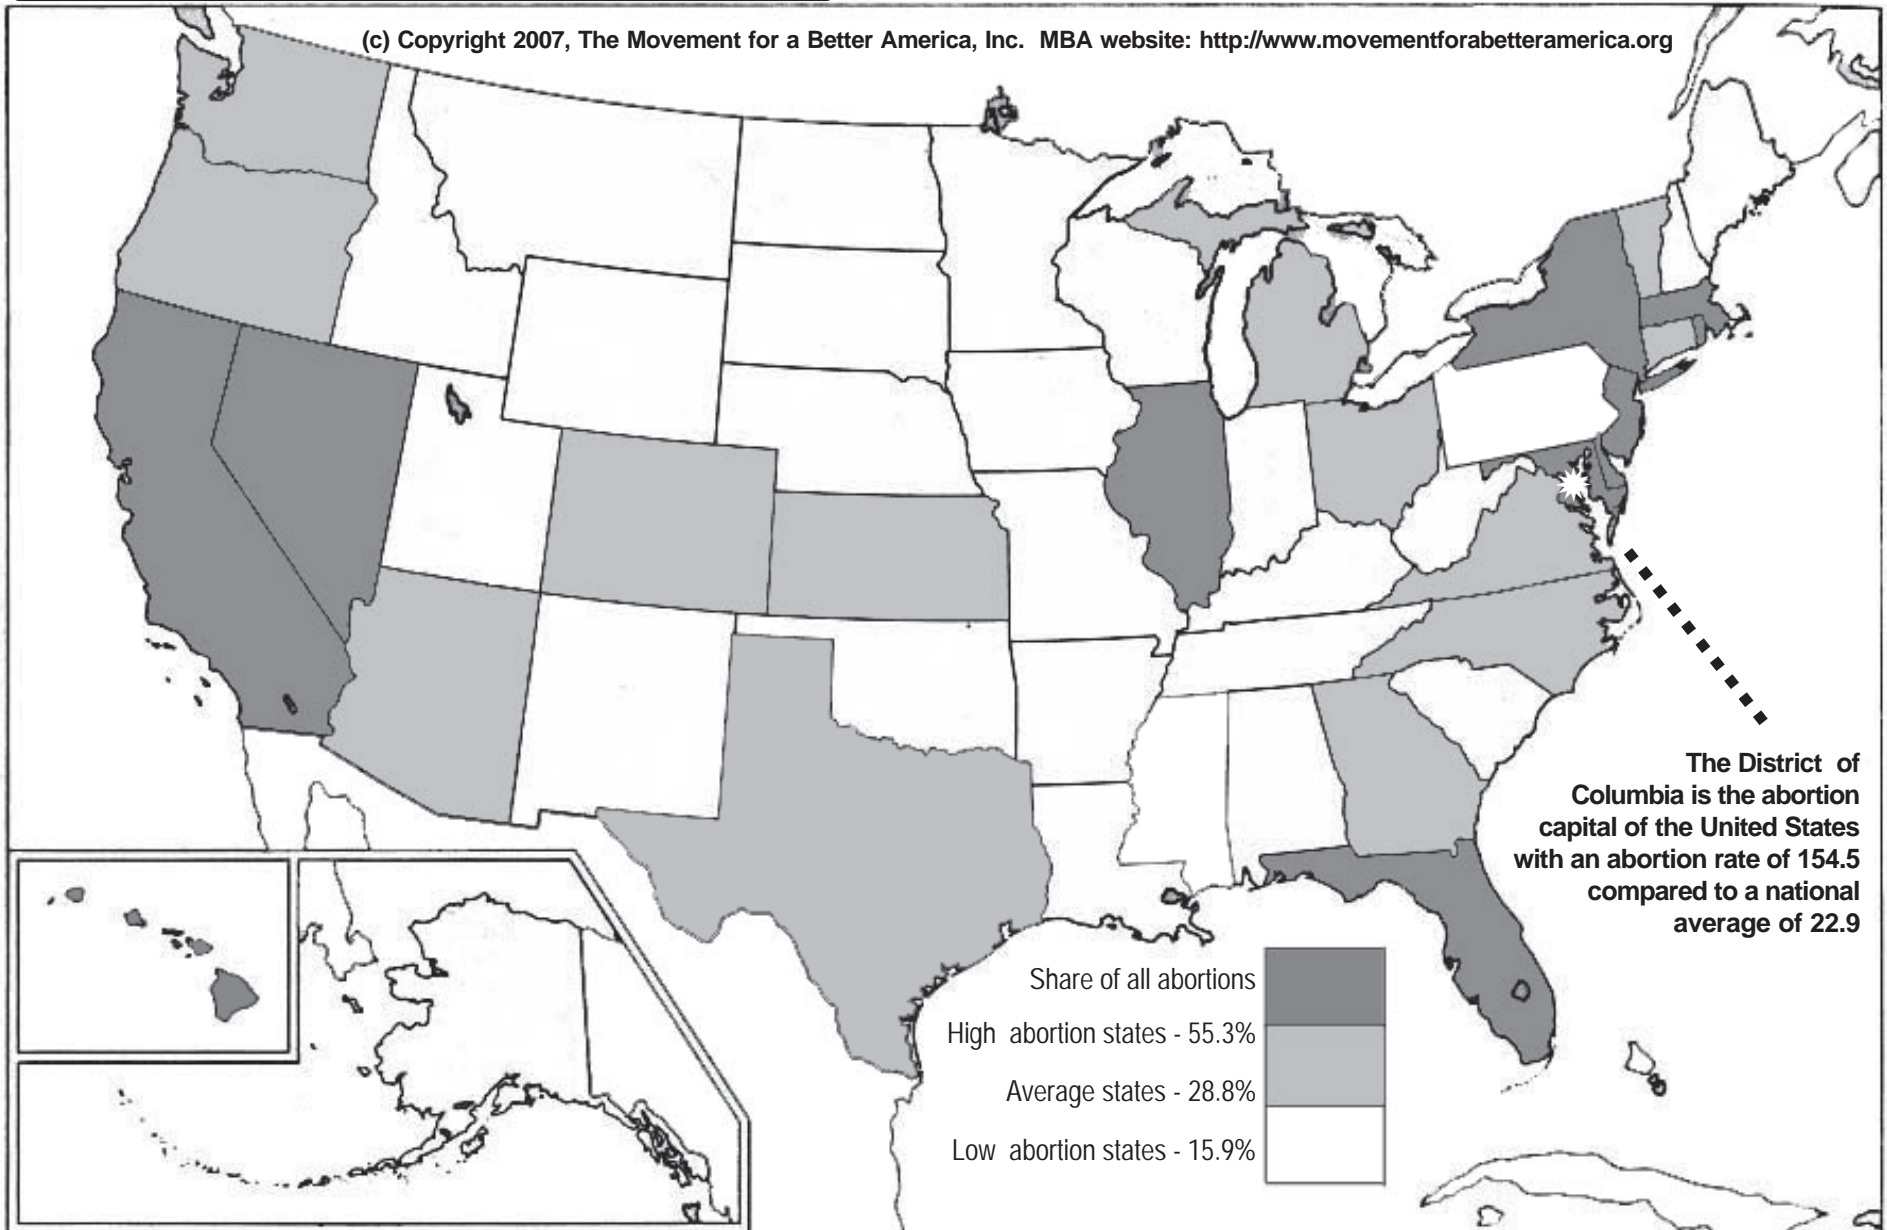 (c) Copyright 2007, The Movement for a Better America, Inc. MBA website: http://www.movementforabetteramerica.org
The District of
Columbia is the abortion
capital of the United States
with an abortion rate of 154.5
compared to a national
average of 22.9
Share of all abortions
High abortion states - 55.3%
Average states - 28.8%
Low abortion states - 15.9%